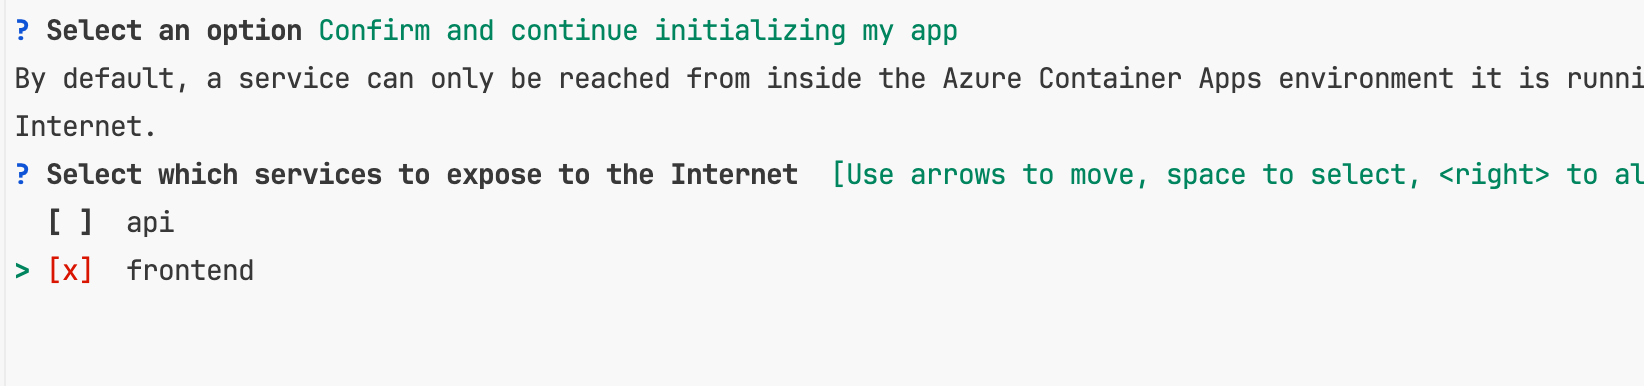 ? Select an option Confirm and continue initializing my app
By default, a service can only be reached from inside the Azure Container Apps environment it is runni
Internet.
? Select which services to expose to the Internet  [Use arrows to move, space to select, <right> to al
[ ]  api
> [x]  frontend